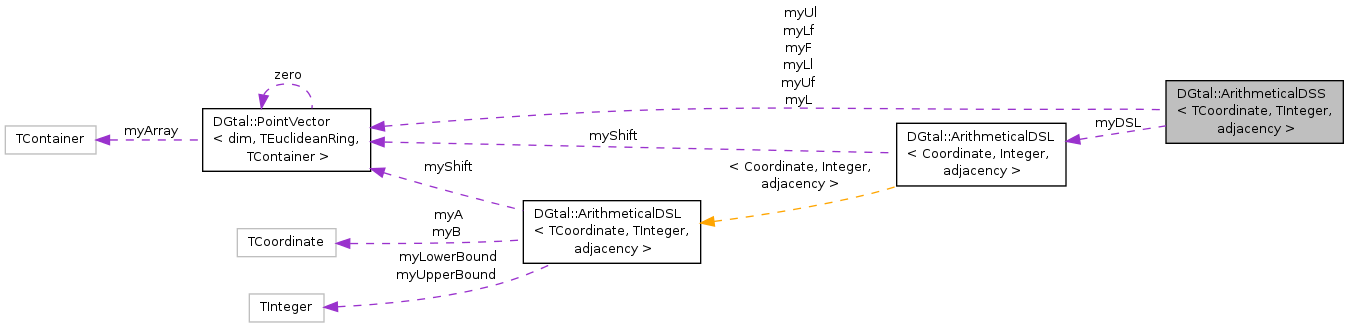 myUl
myLf
myF
myLl
myUf
myL
zero
DGtal::ArithmeticalDSS
< TCoordinate, TInteger,
adjacency >
DGtal::PointVector
< dim, TEuclideanRing,
TContainer >
TContainer
myArray
myShift
myDSL
DGtal::ArithmeticalDSL
< Coordinate, Integer,
adjacency >
myShift
< Coordinate, Integer,
adjacency >
DGtal::ArithmeticalDSL
< TCoordinate, TInteger,
adjacency >
myA
myB
TCoordinate
myLowerBound
myUpperBound
TInteger